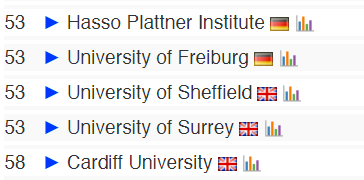 53 ► Hasso Plattner Institute
53 ► University of Freiburg
53 ► University of Sheffield
53 ► University of Surrey
58 ► Cardiff University